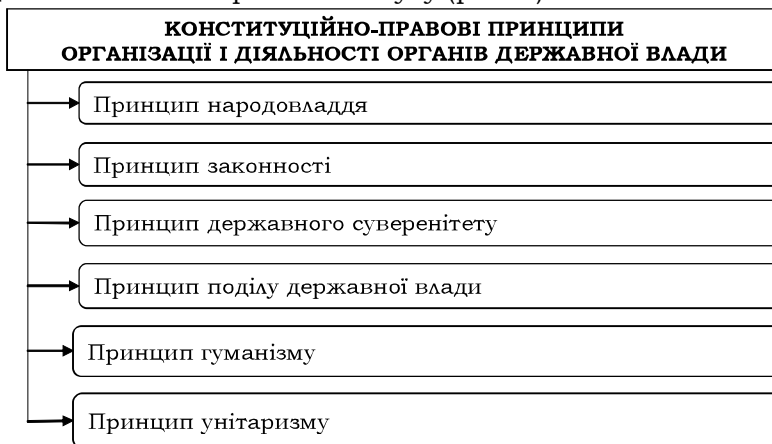 КОНСТИТУЦІЙНО-ПРАВОВІ ПРИНЦИПИ
ОРГАНІЗАЦІЇ І ДІЯЛЬНОСТІ ОРГАНІВ ДЕРЖАВНОЇ ВЛАДИ
Принцип народовладдя
Принцип законності
Принцип державного суверенітету
Принцип поділу державної влади
Принцип гуманізму
Принцип унітаризму